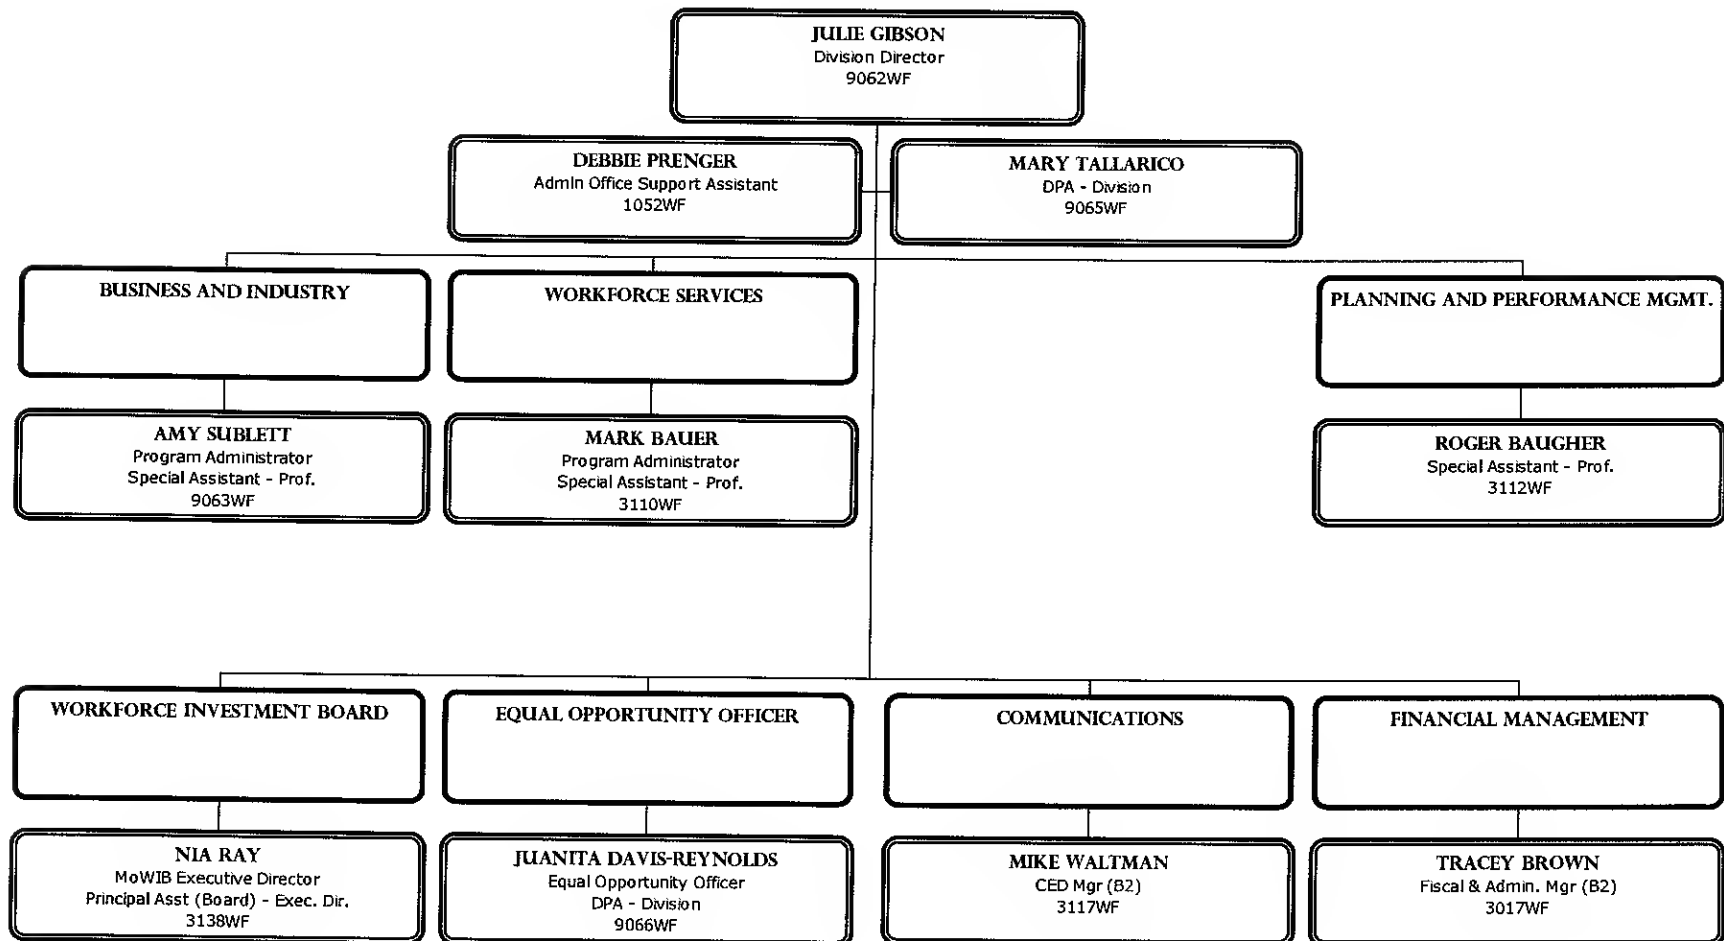 JULIE GIBSON
Division Director
9062WF
DEBBIE PRENGER
Admin Office Support Assistant
1052WF
MARY TALLARICO
DPA - Division
9065WF
BUSINESS AND INDUSTRY
WORKFORCE SERVICES
PLANNING AND PERFORMANCE MGMT.
AMY SUBLETT
Program Administrator
Special Assistant - Prof.
9063WF
MARK BAUER
Program Administrator
Special Assistant - Prof.
3110WF
ROGER BAUGHER
Special Assistant - Prof.
3112WF
WORKFORCE INVESTMENT BOARD
EQUAL OPPORTUNITY OFFICER
COMMUNICATIONS
FINANCIAL MANAGEMENT
NIA RAY
MoWIB Executive Director
Principal Asst (Board) - Exec. Dir.
3138WF
JUANITA DAVIS-REYNOLDS
Equal Opportunity Officer
DPA - Division
9066WF
MIKE WALTMAN
CED Mgr (B2)
3117WF
TRACEY BROWN
Fiscal & Admin. Mgr (B2)
3017WF